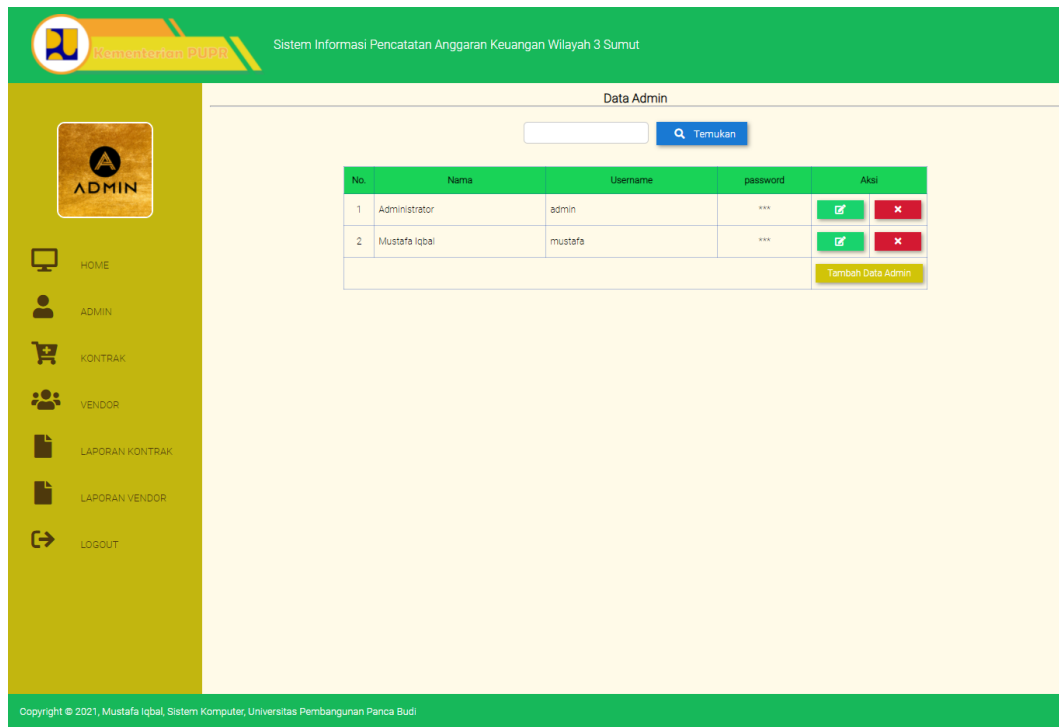 Kementerian PUPR
Sistem Informasi Pencatatan Anggaran Keuangan Wilayah 3 Sumut
Data Admin
Temukan
ADMIN
No. Nama Username password Aksi
1 Administrator admin ***
2 Mustafa Iqbal mustafa ***
Tambah Data Admin
HOME
ADMIN
KONTRAK
VENDOR
LAPORAN KONTRAK
LAPORAN VENDOR
LOGOUT
Copyright © 2021, Mustafa Iqbal, Sistem Komputer, Universitas Pembangunan Panca Budi